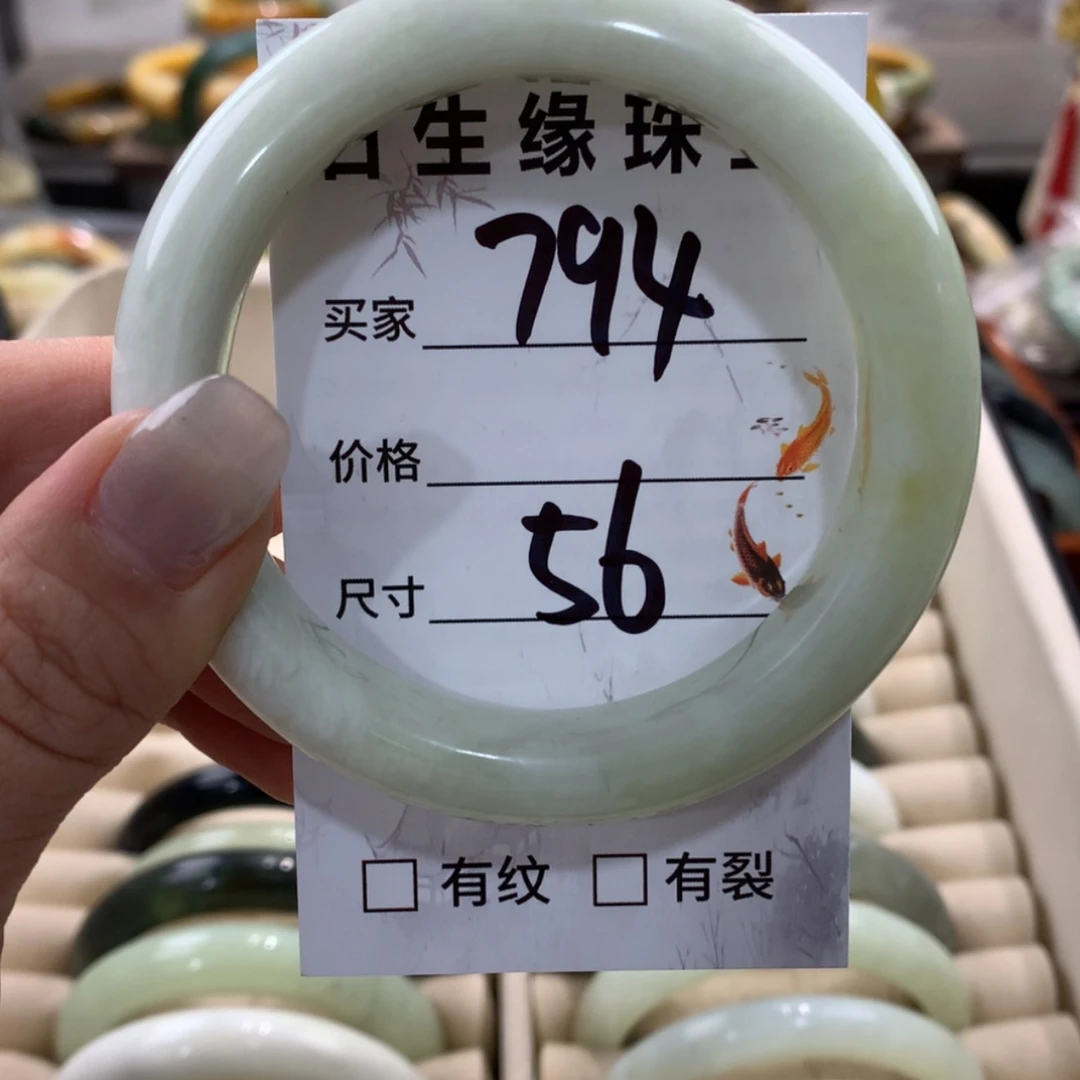 生缘珠
买家 794
价格
尺寸 56
□ 有纹 □ 有裂